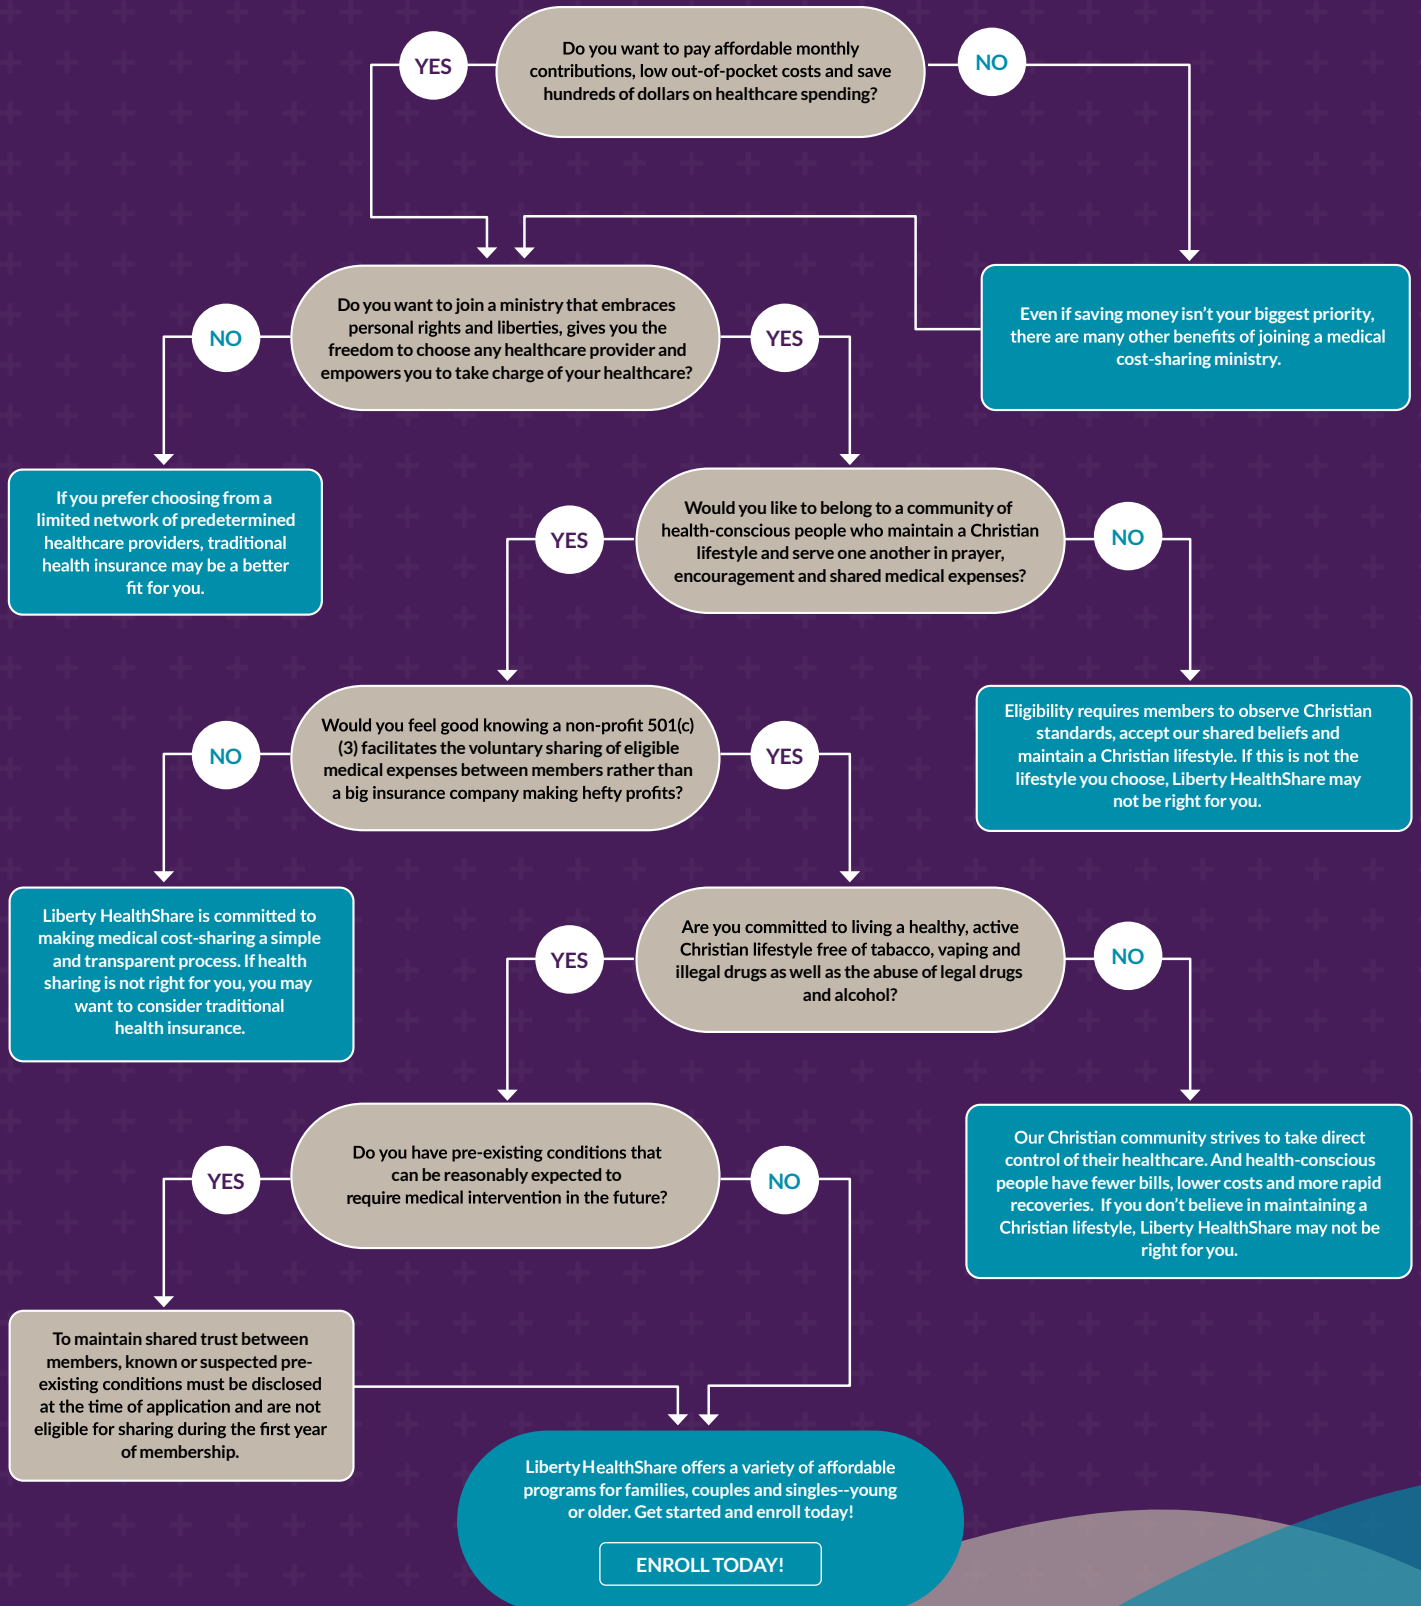 Do you want to pay affordable monthly
contributions, low out-of-pocket costs and save
hundreds of dollars on healthcare spending?
YES
NO
Do you want to join a ministry that embraces
personal rights and liberties, gives you the
freedom to choose any healthcare provider and
empowers you to take charge of your healthcare?
NO
YES
Even if saving money isn't your biggest priority,
there are many other benefits of joining a medical
cost-sharing ministry.
If you prefer choosing from a
limited network of predetermined
healthcare providers, traditional
health insurance may be a better
fit for you.
Would you like to belong to a community of
health-conscious people who maintain a Christian
lifestyle and serve one another in prayer,
encouragement and shared medical expenses?
YES
NO
Would you feel good knowing a non-profit 501(c)
(3) facilitates the voluntary sharing of eligible
medical expenses between members rather than
a big insurance company making hefty profits?
NO
YES
Eligibility requires members to observe Christian
standards, accept our shared beliefs and
maintain a Christian lifestyle. If this is not the
lifestyle you choose, Liberty HealthShare may
not be right for you.
Liberty HealthShare is committed to
making medical cost-sharing a simple
and transparent process. If health
sharing is not right for you, you may
want to consider traditional
health insurance.
Are you committed to living a healthy, active
Christian lifestyle free of tabacco, vaping and
illegal drugs as well as the abuse of legal drugs
and alcohol?
YES
NO
Do you have pre-existing conditions that
can be reasonably expected to
require medical intervention in the future?
YES
NO
Our Christian community strives to take direct
control of their healthcare. And health-conscious
people have fewer bills, lower costs and more rapid
recoveries. If you don't believe in maintaining a
Christian lifestyle, Liberty HealthShare may not be
right for you.
To maintain shared trust between
members, known or suspected pre-
existing conditions must be disclosed
at the time of application and are not
eligible for sharing during the first year
of membership.
Liberty HealthShare offers a variety of affordable
programs for families, couples and singles--young
or older. Get started and enroll today!
ENROLL TODAY!